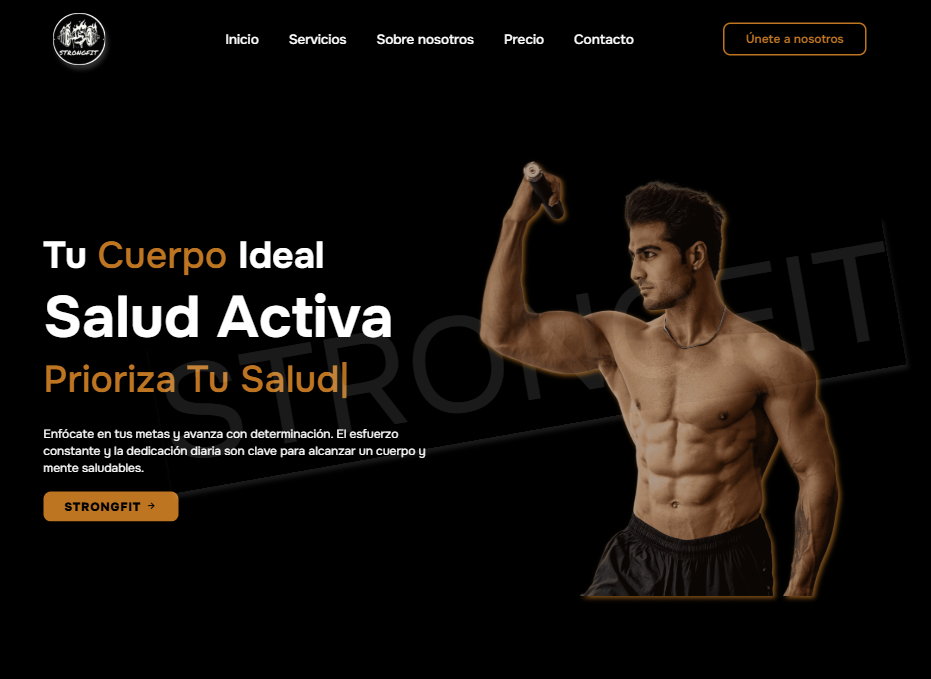 STRONGFIT
Inicio
Servicios
Sobre nosotros
Precio
Contacto
Únete a nosotros
Tu Cuerpo Ideal
Salud Activa
Prioriza Tu Salud|
Enfócate en tus metas y avanza con determinación. El esfuerzo
constante y la dedicación diaria son clave para alcanzar un cuerpo y
mente saludables.
STRONGFIT →
STRONGFIT